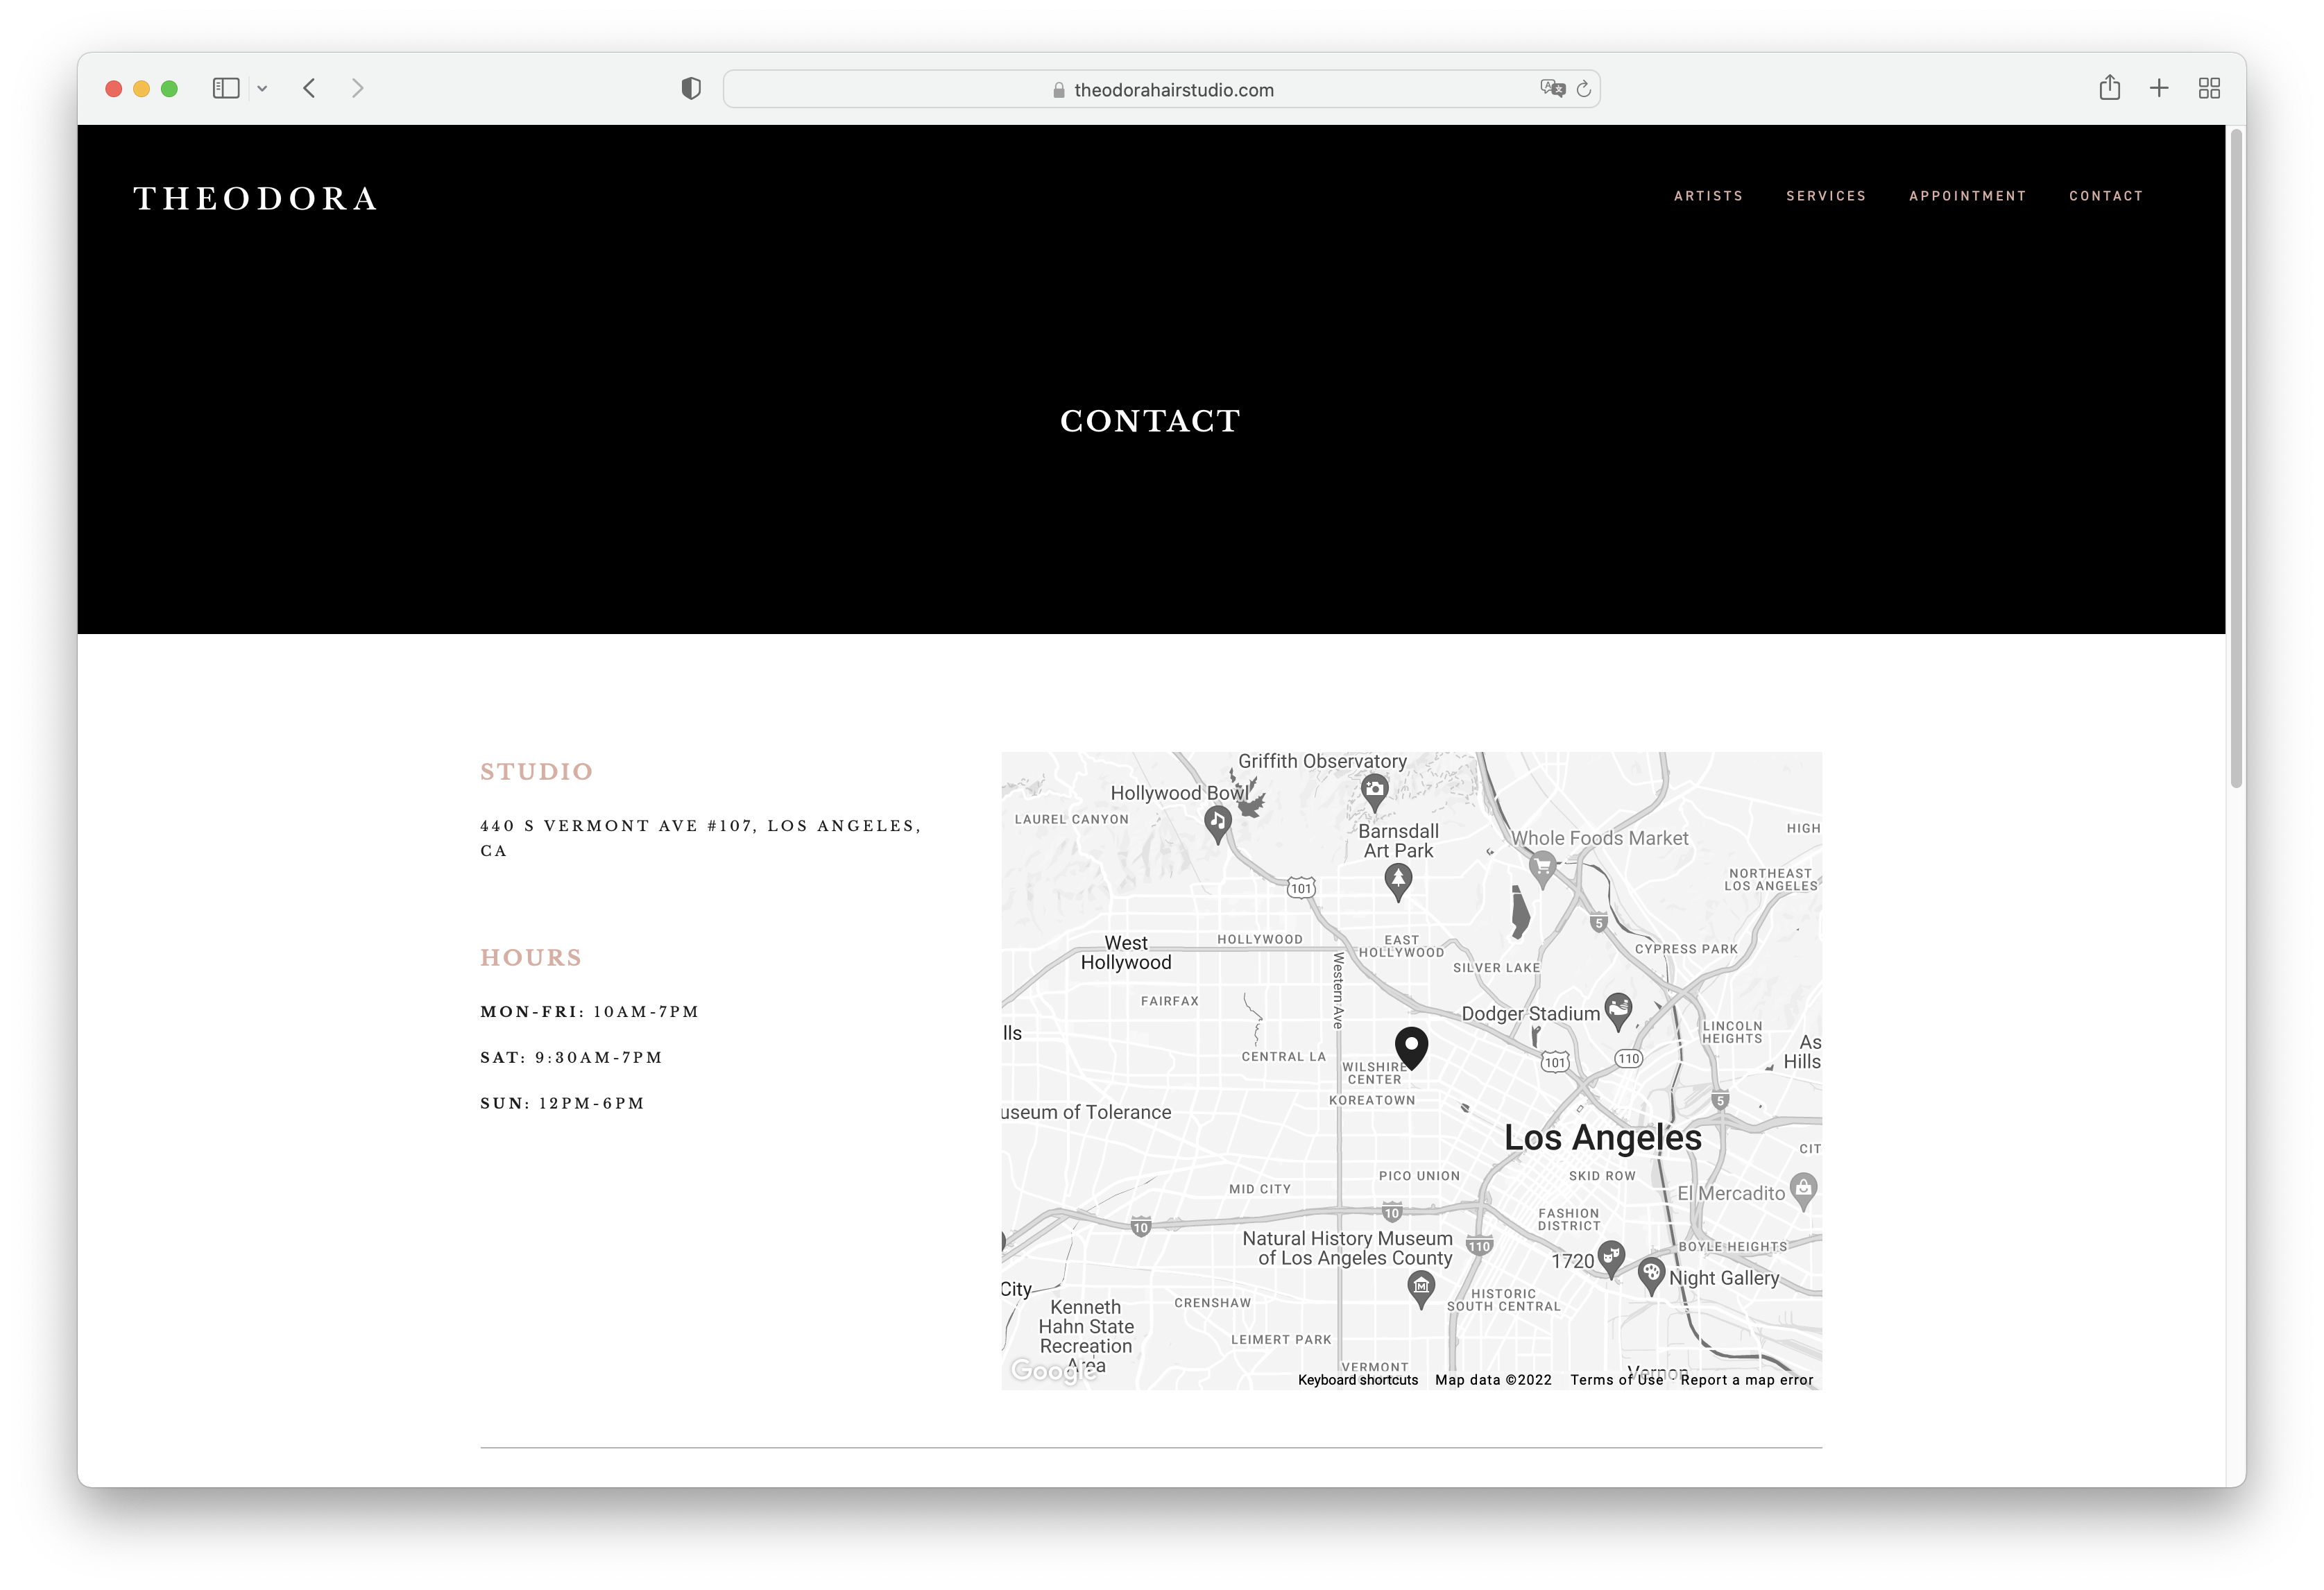 theodorahairstudio.com
THEODORA
ARTISTS SERVICES APPOINTMENT CONTACT
CONTACT
STUDIO
440 S VERMONT AVE #107, LOS ANGELES,
CA
HOURS
MON-FRI: 10AM-7PM
SAT: 9:30AM-7PM
SUN: 12PM-6PM
Griffith Observatory
Hollywood Bowl
LAUREL CANYON
Barnsdall
Art Park
Whole Foods Market
HIGH
101
NORTHEAST
LOS ANGELES
5
West
Hollywood
HOLLYWOOD
EAST
HOLLYWOOD
CYPRESS PARK
SILVER LAKE
Western Ave
FAIRFAX
Dodger Stadium
lls
LINCOLN
HEIGHTS
As
Hills
CENTRAL LA
WILSHIRE
CENTER
101
110
KOREATOWN
5
useum of Tolerance
Los Angeles
CIT
PICO UNION
SKID ROW
MID CITY
El Mercadito
10
10
FASHION
DISTRICT
Natural History Museum
of Los Angeles County
110
1720
BOYLE HEIGHTS
Night Gallery
City
CRENSHAW
HISTORIC
SOUTH CENTRAL
Kenneth
Hahn State
Recreation
Area
LEIMERT PARK
VERMONT
Vernon
Google
Keyboard shortcuts Map data ©2022 Terms of Use Report a map error